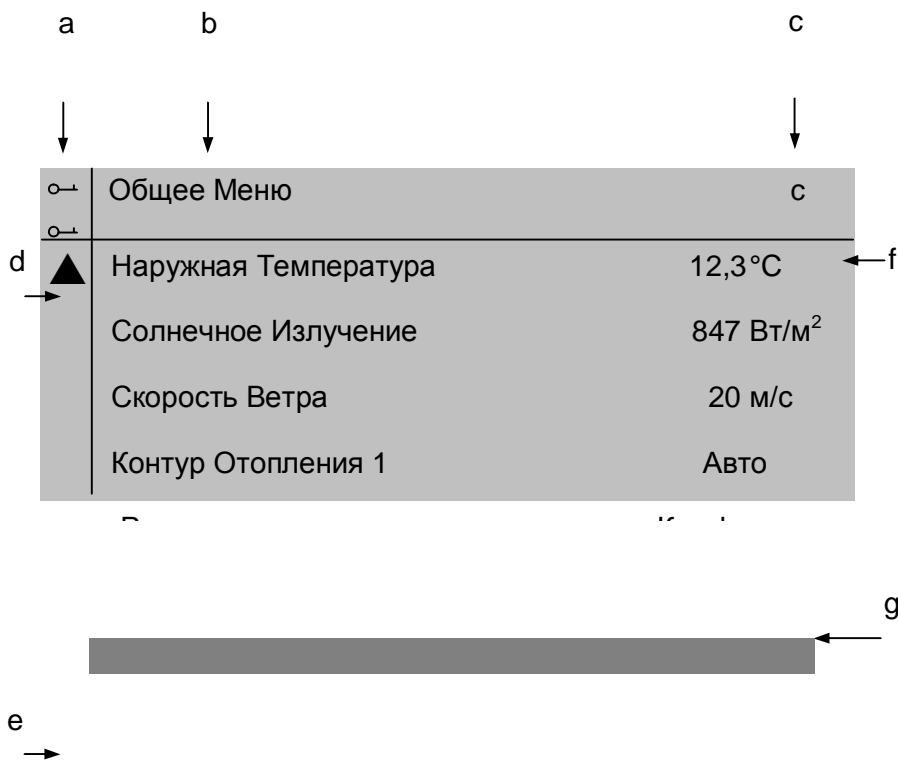 a b c
Общее Меню c
d
Наружная Температура 12,3°C
f
Солнечное Излучение 847 Вт/м²
Скорость Ветра 20 м/с
Контур Отопления 1 Авто
g
e